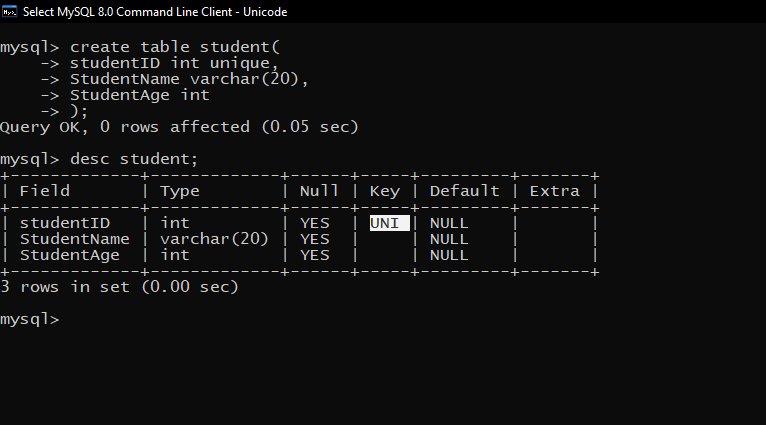 Select MySQL 8.0 Command Line Client - Unicode
mysql> create table student(
    -> studentID int unique,
    -> StudentName varchar(20),
    -> StudentAge int
    -> );
Query OK, 0 rows affected (0.05 sec)
mysql> desc student;
+-------------+-------------+------+-----+---------+-------+
| Field       | Type        | Null | Key | Default | Extra |
+-------------+-------------+------+-----+---------+-------+
| studentID   | int         | YES  | UNI | NULL    |       |
| StudentName | varchar(20) | YES  |     | NULL    |       |
| StudentAge  | int         | YES  |     | NULL    |       |
+-------------+-------------+------+-----+---------+-------+
3 rows in set (0.00 sec)
mysql>